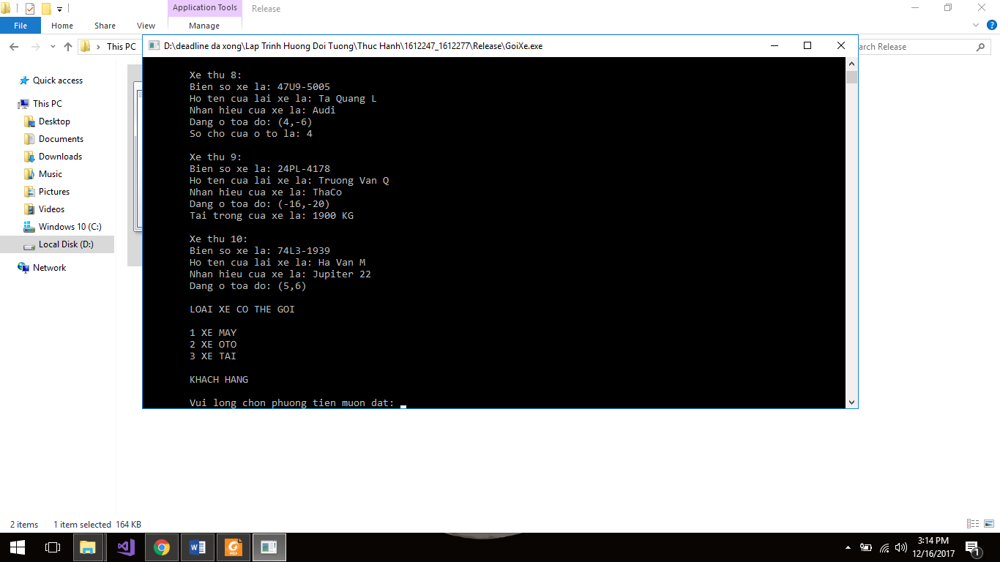 Application Tools
Release
File
Home
Share
View
Manage
This PC
D:\deadline da xong\Lap Trinh Huong Doi Tuong\Thuc Hanh\1612247_1612277\Release\GoiXe.exe
arch Release
Quick access
This PC
Desktop
Documents
Downloads
Music
Pictures
Videos
Windows 10 (C:)
Local Disk (D:)
Network
Xe thu 8:
Bien so xe la: 47U9-5005
Ho ten cua lai xe la: Ta Quang L
Nhan hieu cua xe la: Audi
Dang o toa do: (4,-6)
So cho cua o to la: 4
Xe thu 9:
Bien so xe la: 24PL-4178
Ho ten cua lai xe la: Truong Van Q
Nhan hieu cua xe la: ThaCo
Dang o toa do: (-16,-20)
Tai trong cua xe la: 1900 KG
Xe thu 10:
Bien so xe la: 74L3-1939
Ho ten cua lai xe la: Ha Van M
Nhan hieu cua xe la: Jupiter 22
Dang o toa do: (5,6)
LOAI XE CO THE GOI
1 XE MAY
2 XE OTO
3 XE TAI
KHACH HANG
Vui long chon phuong tien muon dat:
2 items
1 item selected 164 KB
PDF
3:14 PM
12/16/2017
1